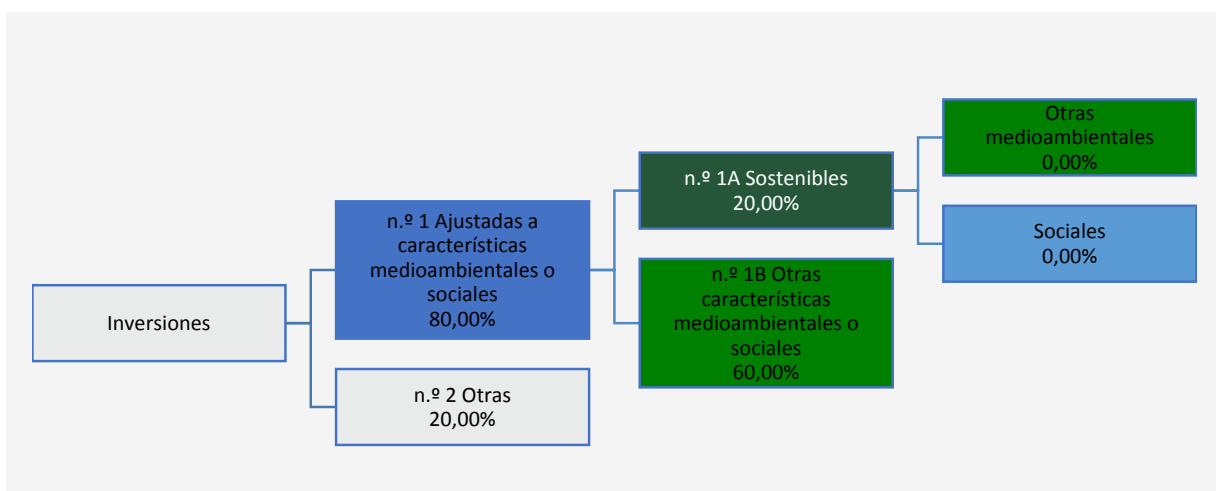 Inversiones
n.º 1 Ajustadas a
características
medioambientales o
sociales
80,00%
n.º 2 Otras
20,00%
n.º 1A Sostenibles
20,00%
n.º 1B Otras
características
medioambientales o
sociales
60,00%
Otras
medioambientales
0,00%
Sociales
0,00%